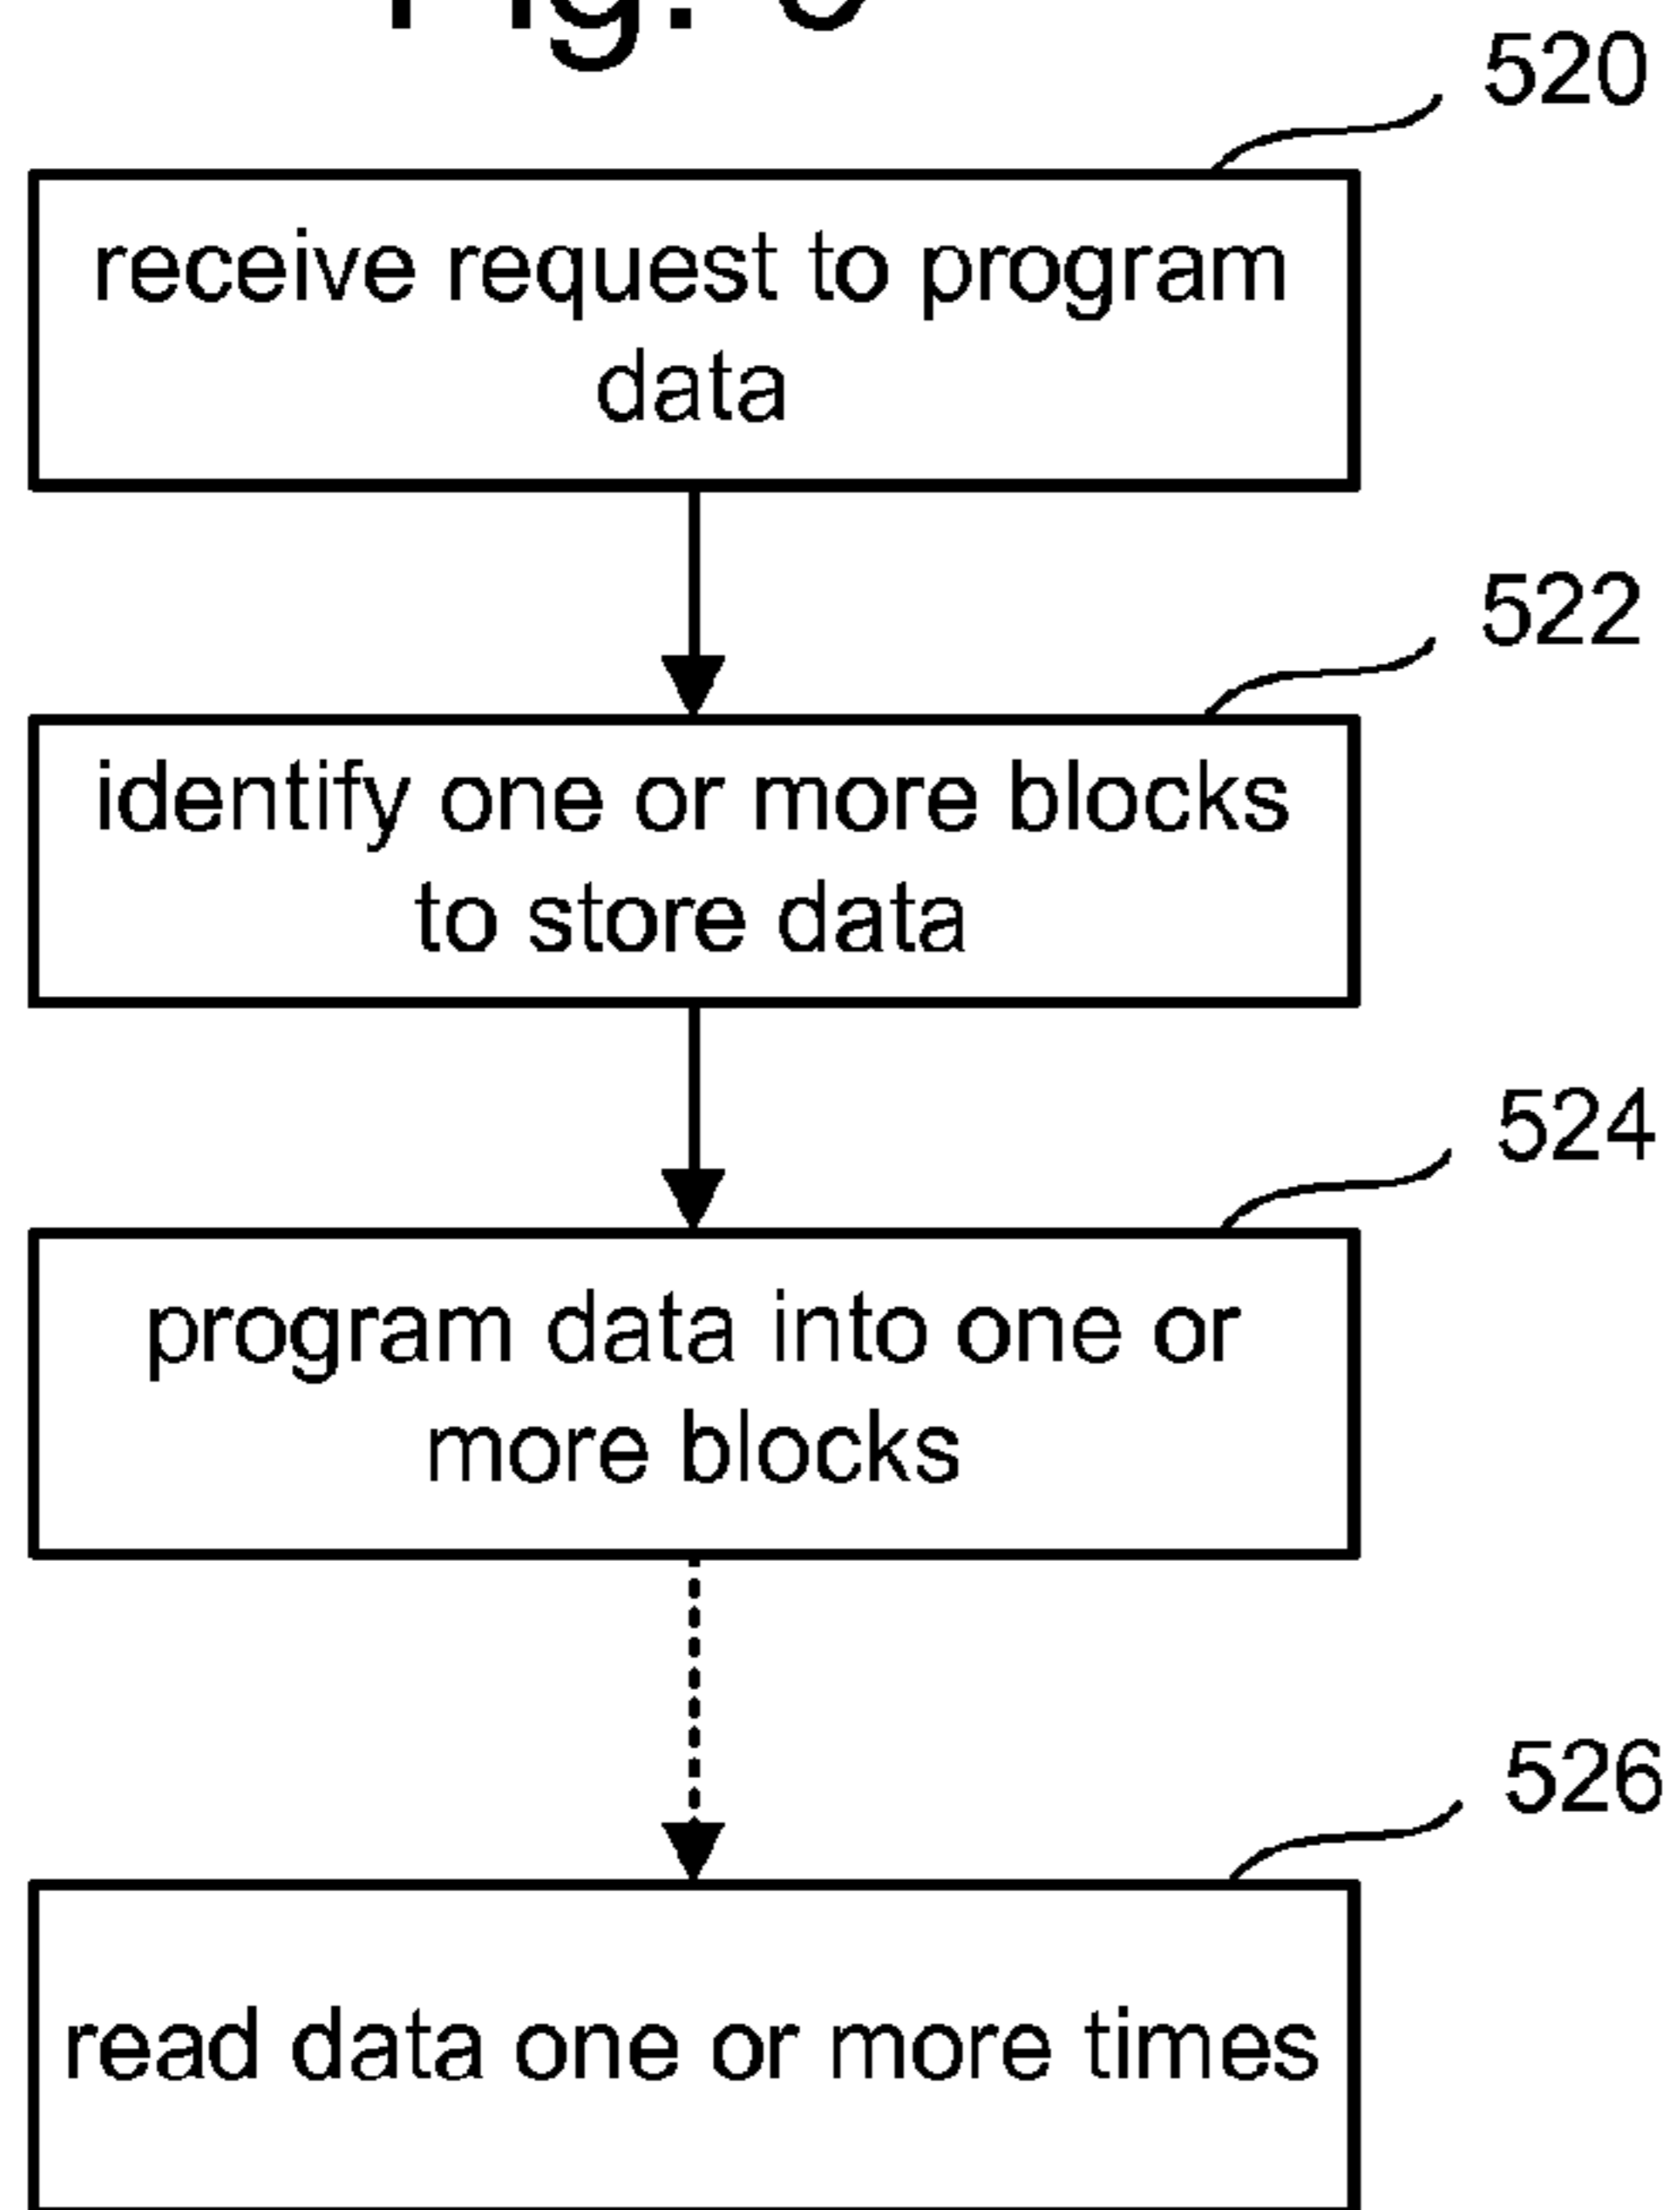 Fig.
520
receive request to program
data
522
identify one or more blocks
to store data
524
program data into one or
more blocks
526
read data one or more times